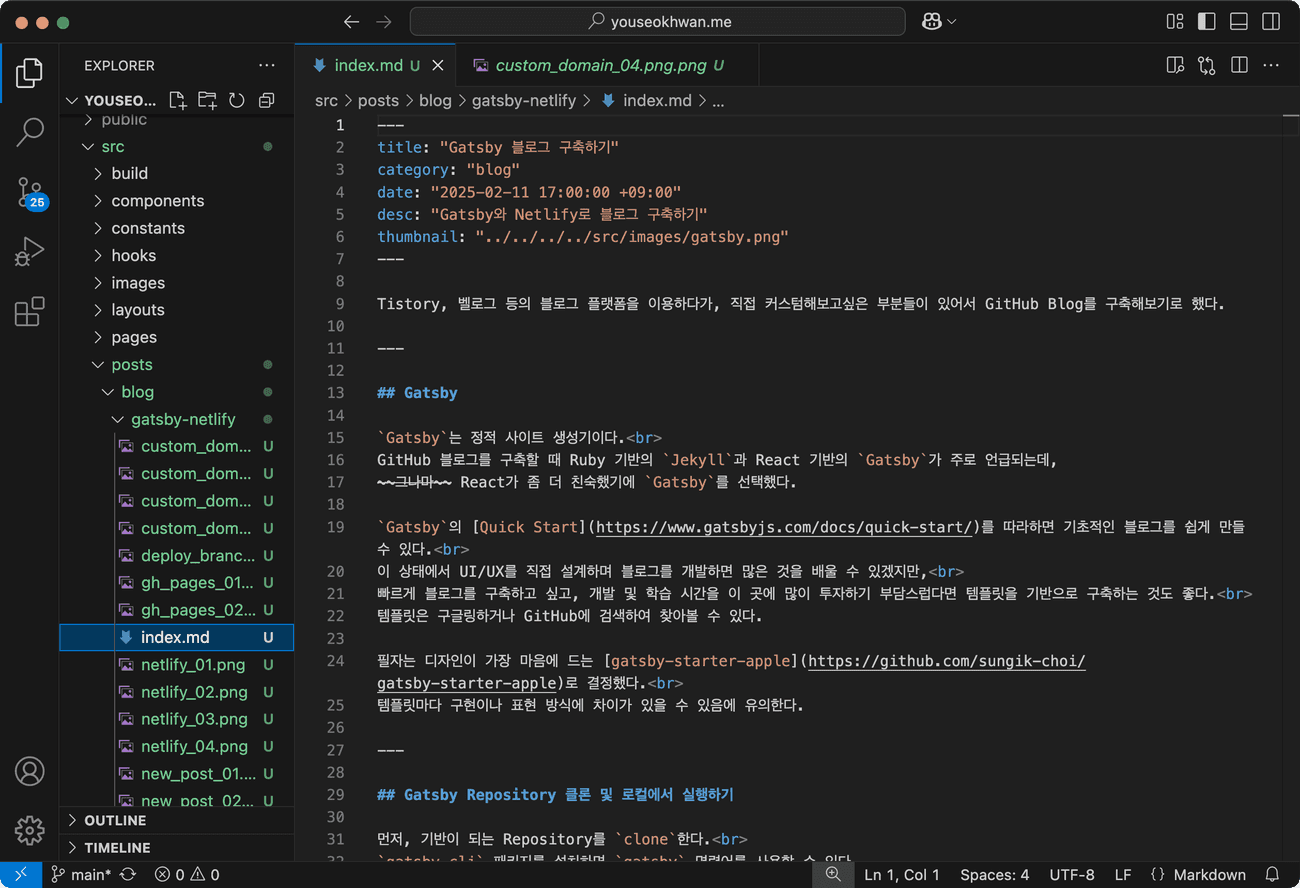 youseokhwan.me
EXPLORER
YOUSEO...
public
src
build
components
constants
hooks
images
layouts
pages
posts
blog
gatsby-netlify
custom_dom... U
custom_dom... U
custom_dom... U
custom_dom... U
deploy_branc... U
gh_pages_01... U
gh_pages_02... U
index.md U
netlify_01.png U
netlify_02.png U
netlify_03.png U
netlify_04.png U
new_post_01.... U
new_post_02... U
OUTLINE
TIMELINE
25
index.md U
custom_domain_04.png.png U
src > posts > blog > gatsby-netlify > index.md > ...
1 ---
2 title: "Gatsby 블로그 구축하기"
3 category: "blog"
4 date: "2025-02-11 17:00:00 +09:00"
5 desc: "Gatsby와 Netlify로 블로그 구축하기"
6 thumbnail: "../../../../src/images/gatsby.png"
7 ---
8
9 Tistory, 벨로그 등의 블로그 플랫폼을 이용하다가, 직접 커스텀해보고싶은 부분들이 있어서 GitHub Blog를 구축해보기로 했다.
10
11 ---
12
13 ## Gatsby
14
15 `Gatsby`는 정적 사이트 생성기이다.<br>
16 GitHub 블로그를 구축할 때 Ruby 기반의 `Jekyll`과 React 기반의 `Gatsby`가 주로 언급되는데,
17 ~~그나마~~ React가 좀 더 친숙했기에 `Gatsby`를 선택했다.
18
19 `Gatsby`의 [Quick Start](https://www.gatsbyjs.com/docs/quick-start/)를 따라하면 기초적인 블로그를 쉽게 만들
수 있다.<br>
20 이 상태에서 UI/UX를 직접 설계하며 블로그를 개발하면 많은 것을 배울 수 있겠지만,<br>
21 빠르게 블로그를 구축하고 싶고, 개발 및 학습 시간을 이 곳에 많이 투자하기 부담스럽다면 템플릿을 기반으로 구축하는 것도 좋다.<br>
22 템플릿은 구글링하거나 GitHub에 검색하여 찾아볼 수 있다.
23
24 필자는 디자인이 가장 마음에 드는 [gatsby-starter-apple](https://github.com/sungik-choi/
gatsby-starter-apple)로 결정했다.<br>
25 템플릿마다 구현이나 표현 방식에 차이가 있을 수 있음에 유의한다.
26
27 ---
28
29 ## Gatsby Repository 클론 및 로컬에서 실행하기
30
31 먼저, 기반이 되는 Repository를 `clone`한다.<br>
32 `gatsby-cli` 패키지를 설치하면 `gatsby` 명령어를 사용할 수 있다
main* 0 0
Ln 1, Col 1 Spaces: 4 UTF-8 LF {} Markdown